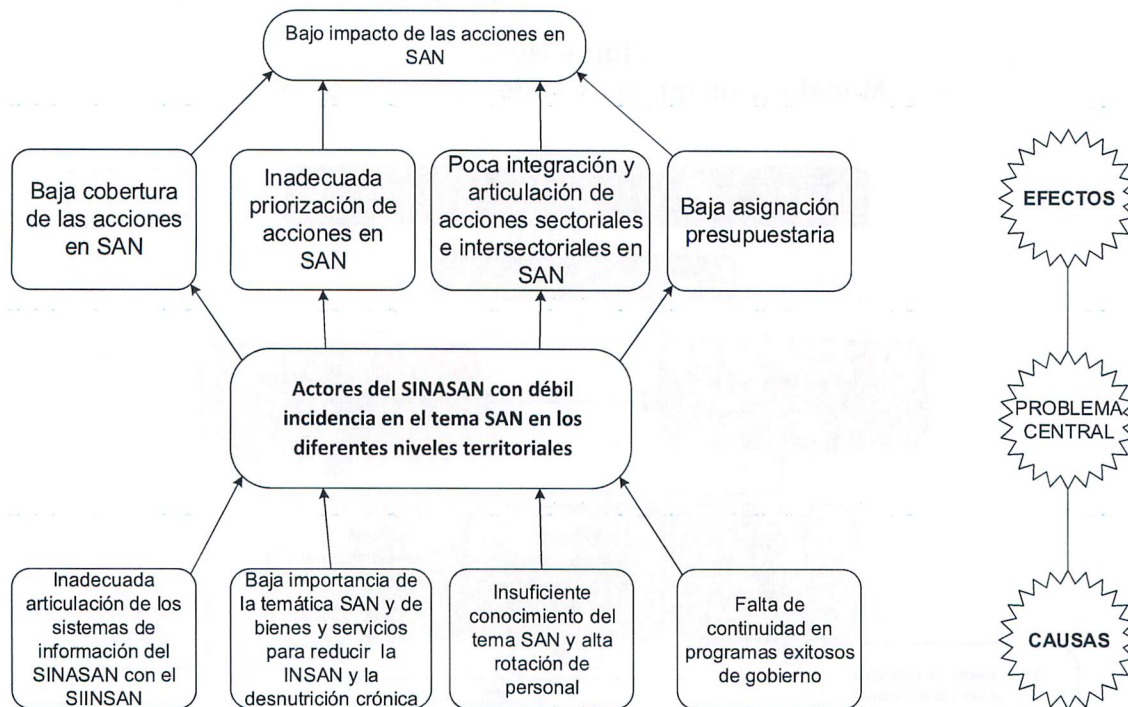 Bajo impacto de las acciones en
SAN
Baja cobertura
de las acciones
en SAN
Inadecuada
priorización de
acciones en
SAN
Poca integración y
articulación de
acciones sectoriales
e intersectoriales en
SAN
Baja asignación
presupuestaria
EFECTOS
Actores del SINASAN con débil
incidencia en el tema SAN en los
diferentes niveles territoriales
PROBLEMA
CENTRAL
Inadecuada
articulación de los
sistemas de
información del
SINASAN con el
SIINSAN
Baja importancia de
la temática SAN y de
bienes y servicios
para reducir la
INSAN y la
desnutrición crónica
Insuficiente
conocimiento del
tema SAN y alta
rotación de
personal
Falta de
continuidad en
programas exitosos
de gobierno
CAUSAS